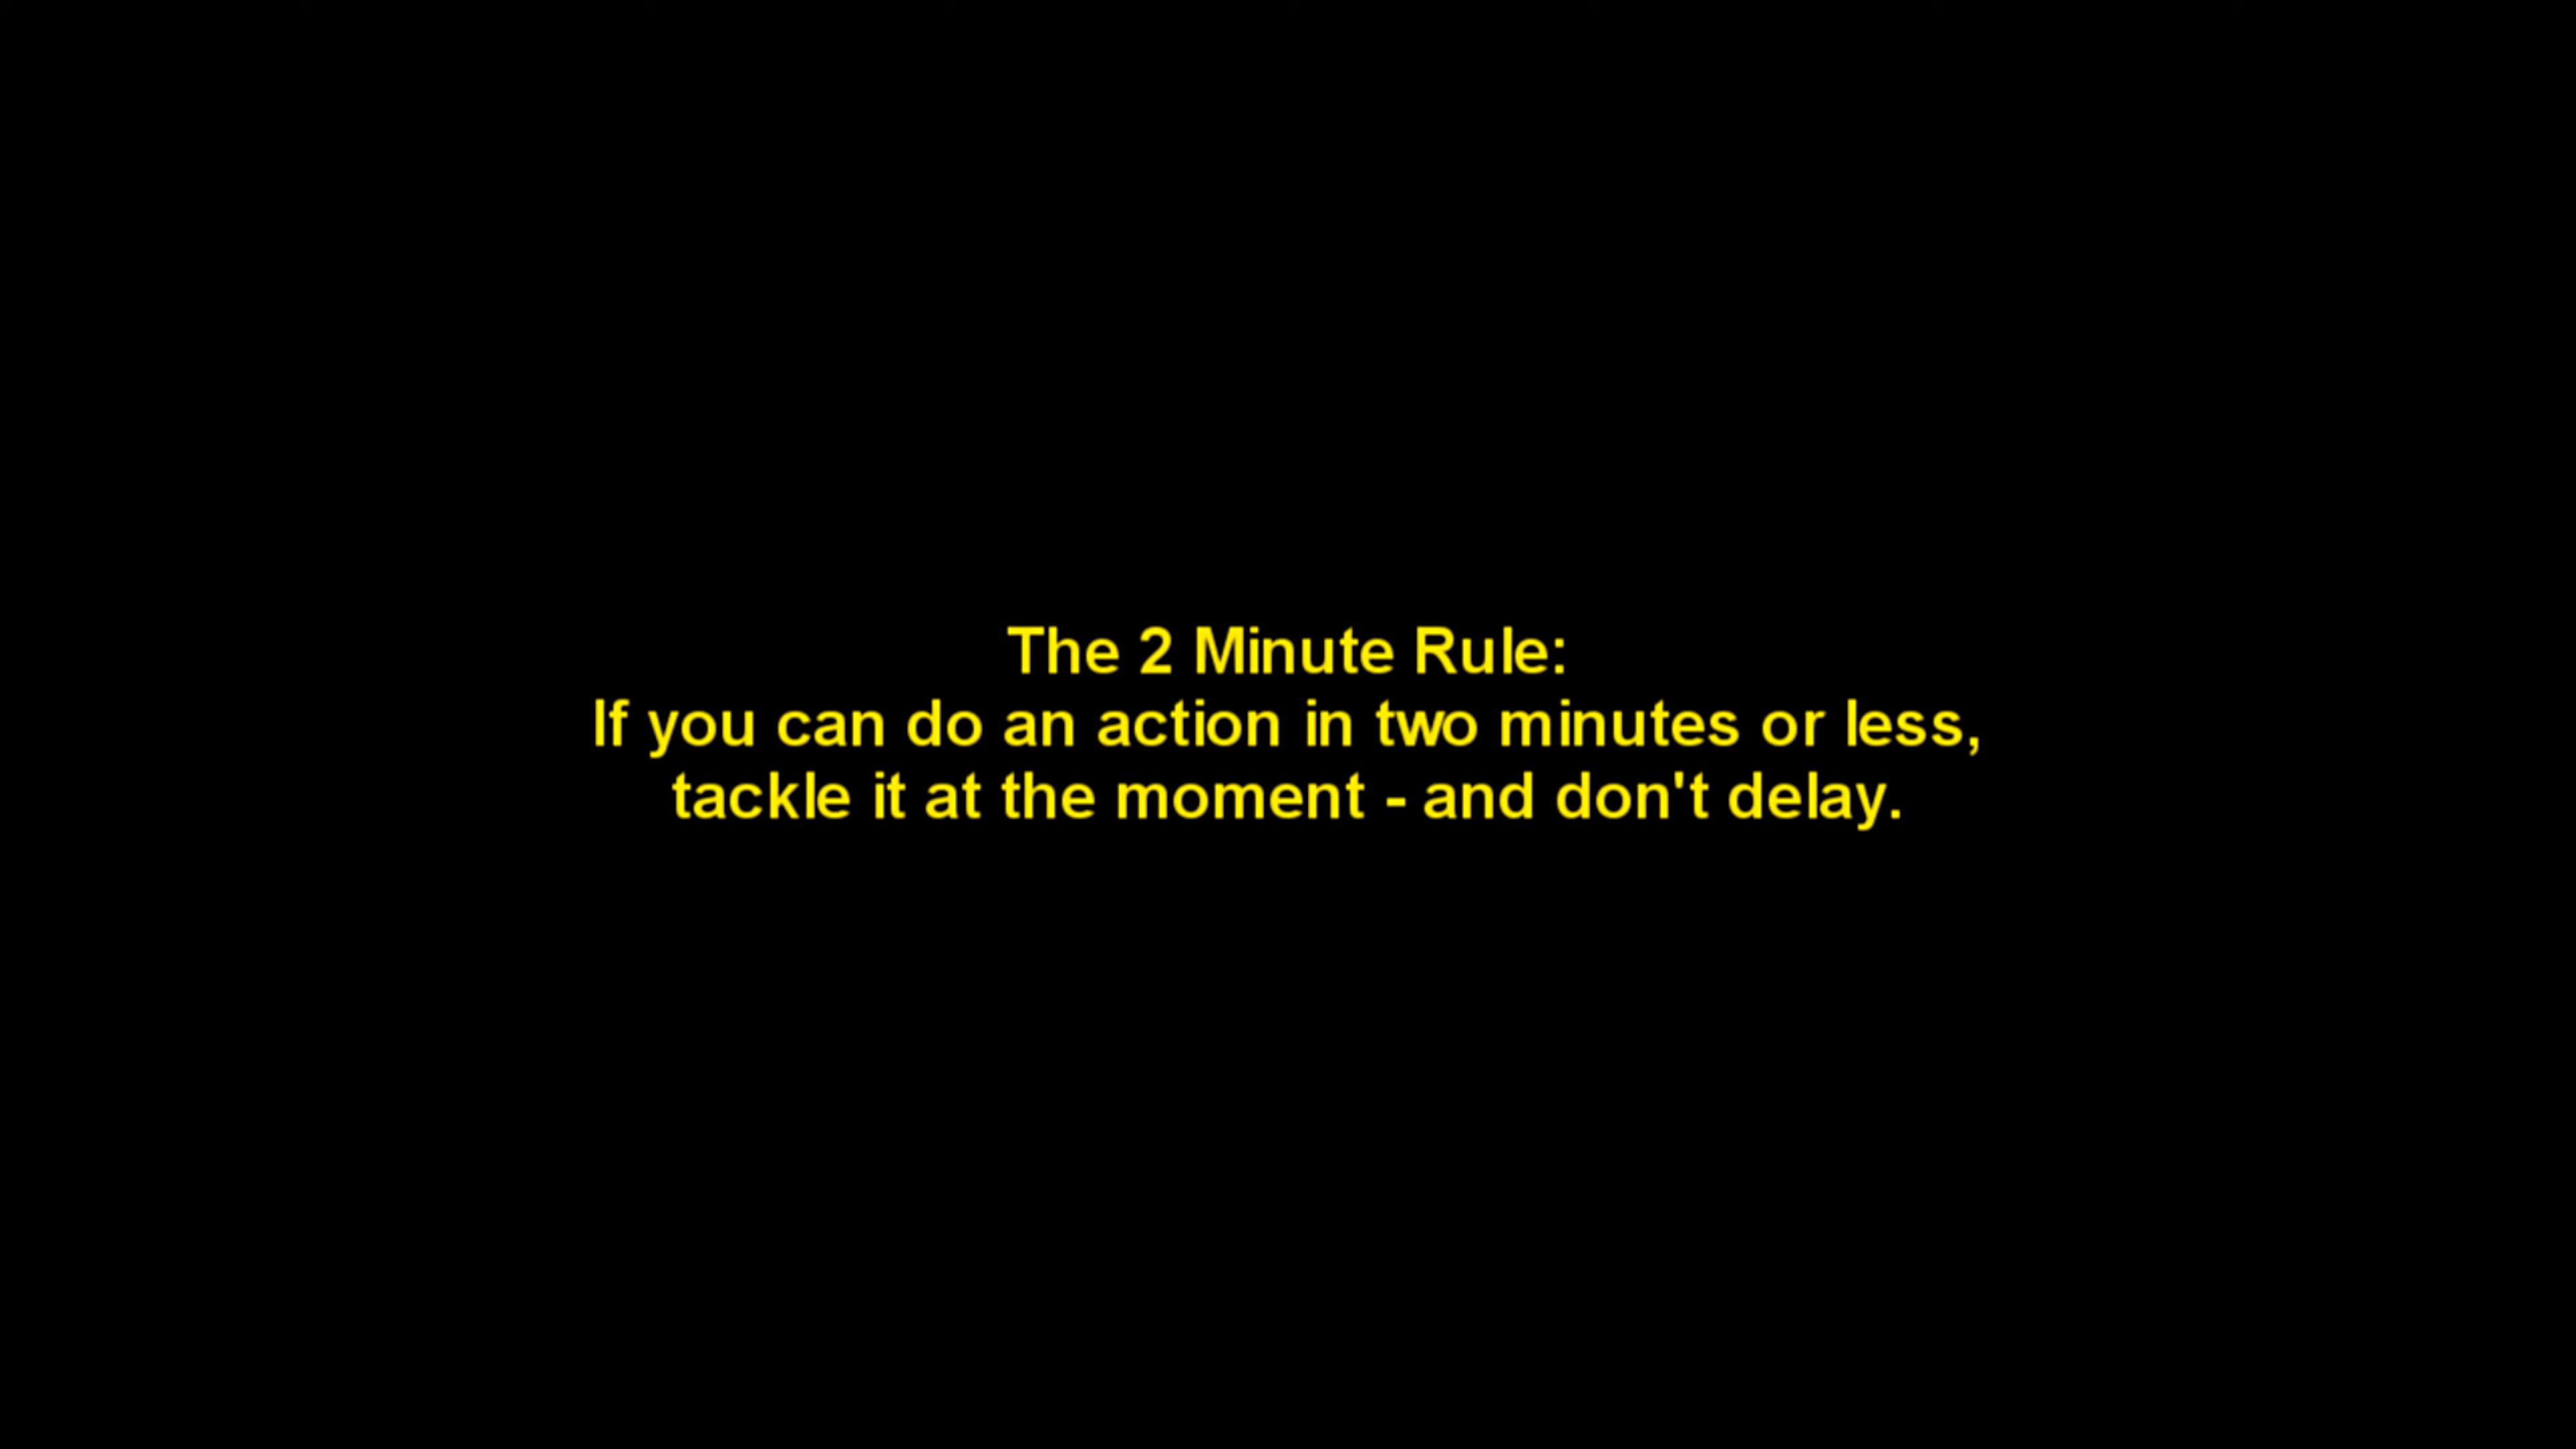 The 2 Minute Rule:
If you can do an action in two minutes or less,
tackle it at the moment - and don't delay.